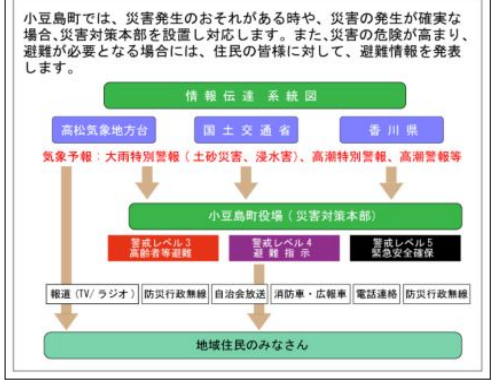 小豆島町では、災害発生のおそれがある時や、災害の発生が確実な
場合、災害対策本部を設置し対応します。また、災害の危険が高まり、
避難が必要となる場合には、住民の皆様に対して、避難情報を発表
します。
情報伝達 系統図
高松気象地方台 国土交通省 香川県
気象予報：大雨特別警報（土砂災害、浸水害）、高潮特別警報、高潮警報等
小豆島町役場（災害対策本部）
警戒レベル3 警戒レベル4 警戒レベル5
高齢者等避難 避難指示 緊急安全確保
報道（TV/ラジオ） 防災行政無線 自治会放送 消防車・広報車 電話連絡 防災行政無線
地域住民のみなさん